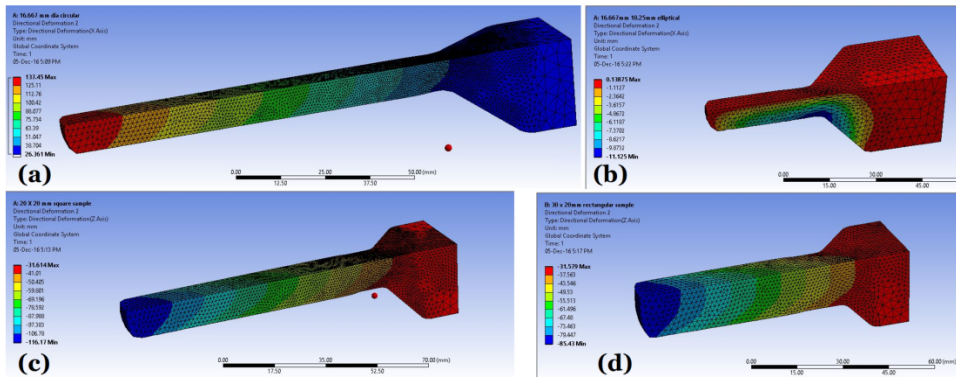 A: 16.667 mm dia circular
Directional Deformation 2
Type: Directional Deformation(X Axis)
Unit: mm
Global Coordinate System
Time: 1
05-Dec-16 5:09 PM
137.45 Max
125.11
112.76
100.42
88.077
75.734
63.39
51.047
38.704
26.361 Min
0.00 25.00 50.00 (mm)
12.50 37.50
(a)
A: 16.667mm 10.25mm elliptical
Directional Deformation 2
Type: Directional Deformation(X Axis)
Unit: mm
Global Coordinate System
Time: 1
05-Dec-16 5:22 PM
0.13875 Max
-1.1127
-2.3642
-3.6157
-4.8672
-6.1187
-7.3702
-8.6217
-9.8732
-11.125 Min
0.00 30.00
15.00 45.00
(b)
A: 20 X 20 mm square sample
Directional Deformation 2
Type: Directional Deformation(Z Axis)
Unit: mm
Global Coordinate System
Time: 1
05-Dec-16 5:13 PM
-31.614 Max
-41.01
-50.405
-59.801
-69.196
-78.592
-87.988
-97.383
-106.78
-116.17 Min
0.00 35.00 70.00 (mm)
17.50 52.50
(c)
B: 30 x 20mm rectangular sample
Directional Deformation 2
Type: Directional Deformation(Z Axis)
Unit: mm
Global Coordinate System
Time: 1
05-Dec-16 5:17 PM
-31.579 Max
-37.563
-43.546
-49.53
-55.513
-61.496
-67.48
-73.463
-79.447
-85.43 Min
0.00 30.00 60.00 (mm)
15.00 45.00
(d)